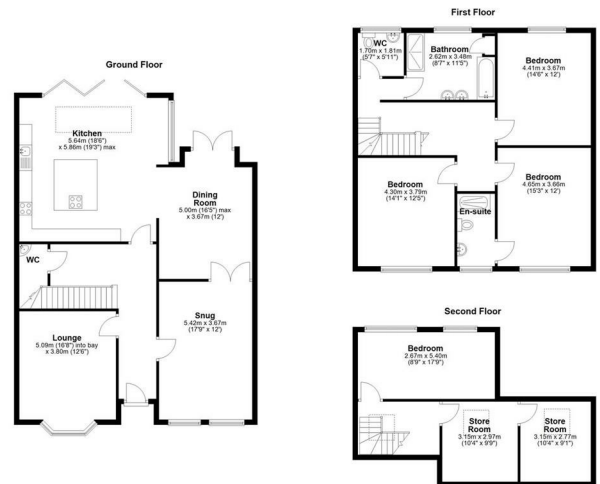 Ground Floor
Kitchen
5.64m (18'6")
x 5.86m (19'3") max
Dining
Room
5.00m (16'5") max
x 3.67m (12')
WC
Snug
5.42m x 3.67m
(17'9" x 12')
Lounge
5.09m (16'8") into bay
x 3.80m (12'6")
First Floor
WC
1.70m x 1.81m
(5'7" x 5'11")
Bathroom
2.62m x 3.48m
(8'7" x 11'5")
Bedroom
4.41m x 3.67m
(14'6" x 12')
Bedroom
4.30m x 3.79m
(14'1" x 12'5")
En-suite
Bedroom
4.65m x 3.66m
(15'3" x 12')
Second Floor
Bedroom
2.67m x 5.40m
(8'9" x 17'9")
Store
Room
3.15m x 2.97m
(10'4" x 9'9")
Store
Room
3.15m x 2.77m
(10'4" x 9'1")